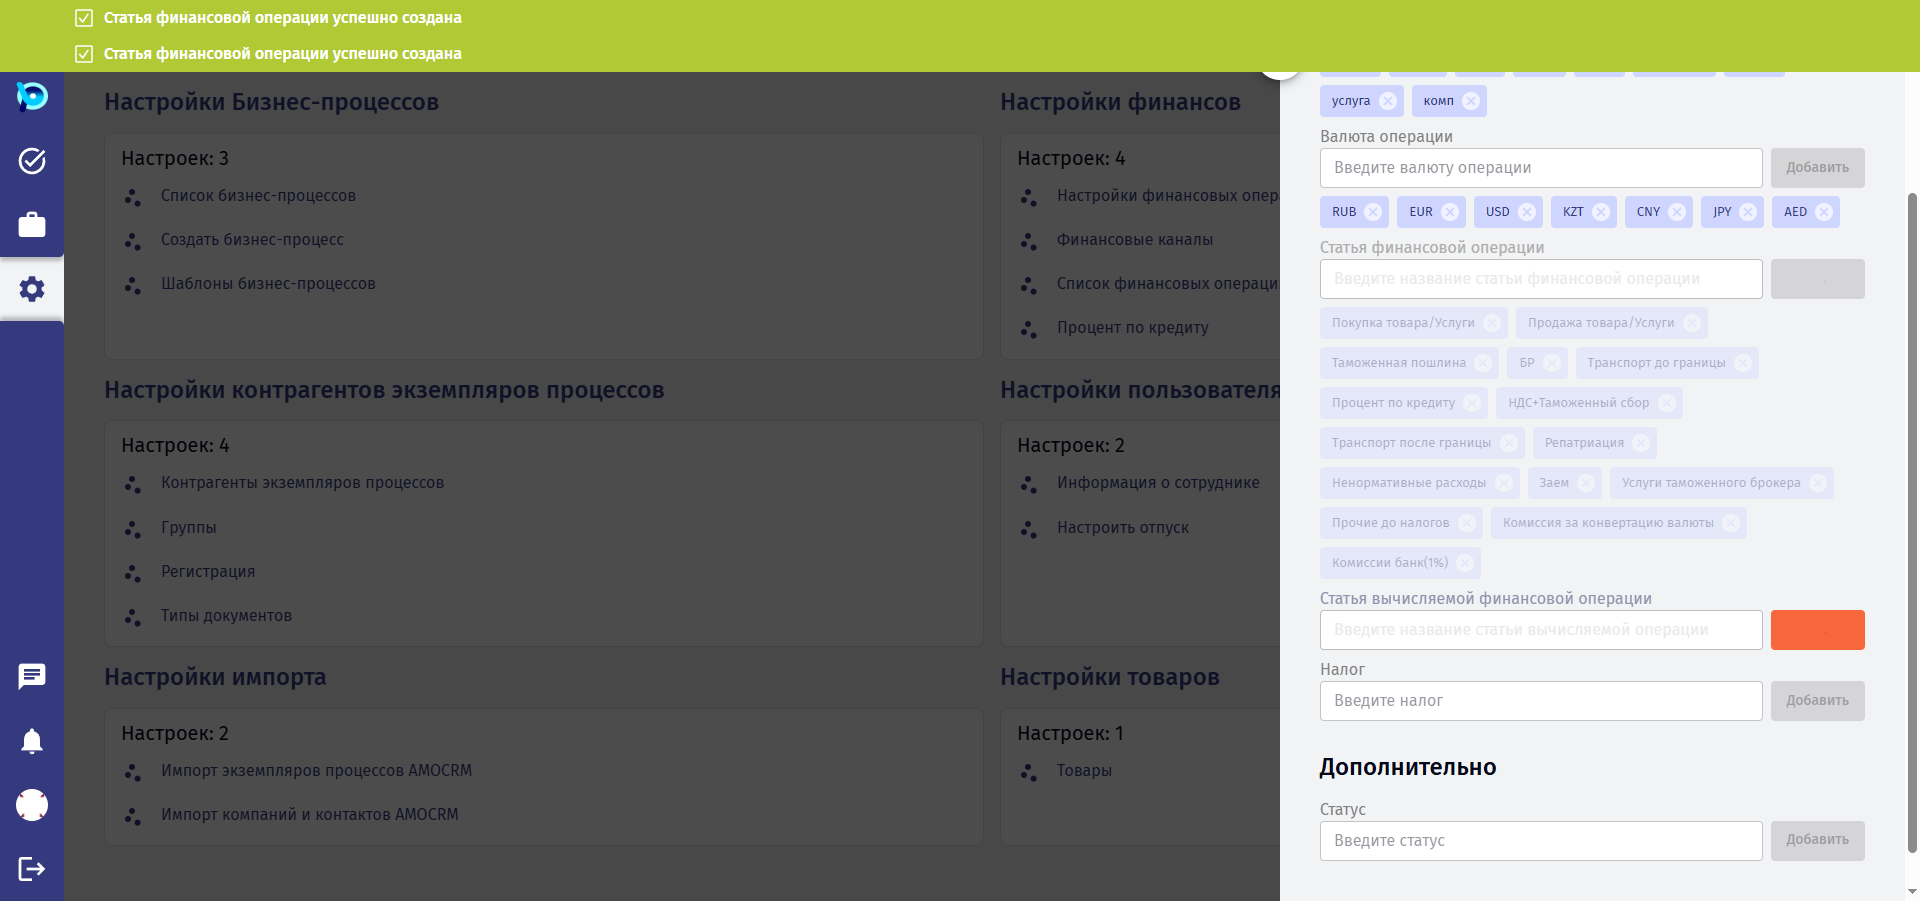 Статья финансовой операции успешно создана
Статья финансовой операции успешно создана
Настройки Бизнес-процессов
Настроек: 3
Список бизнес-процессов
Создать бизнес-процесс
Шаблоны бизнес-процессов
Настройки финансов
Настроек: 4
Настройки финансовых опер
Финансовые каналы
Список финансовых операци
Процент по кредиту
Настройки контрагентов экземпляров процессов
Настроек: 4
Контрагенты экземпляров процессов
Группы
Регистрация
Типы документов
Настройки пользователя
Настроек: 2
Информация о сотруднике
Настроить отпуск
Настройки импорта
Настроек: 2
Импорт экземпляров процессов AMOCRM
Импорт компаний и контактов AMOCRM
Настройки товаров
Настроек: 1
Товары
услуга комп
Валюта операции
Введите валюту операции Добавить
RUB EUR USD KZT CNY JPY AED
Статья финансовой операции
Введите название статьи финансовой операции
Покупка товара/Услуги Продажа товара/Услуги
Таможенная пошлина БР Транспорт до границы
Процент по кредиту НДС+Таможенный сбор
Транспорт после границы Репатриация
Ненормативные расходы Заем Услуги таможенного брокера
Прочие до налогов Комиссия за конвертацию валюты
Комиссии банк(1%)
Статья вычисляемой финансовой операции
Введите название статьи вычисляемой операции
Налог
Введите налог Добавить
Дополнительно
Статус
Введите статус Добавить